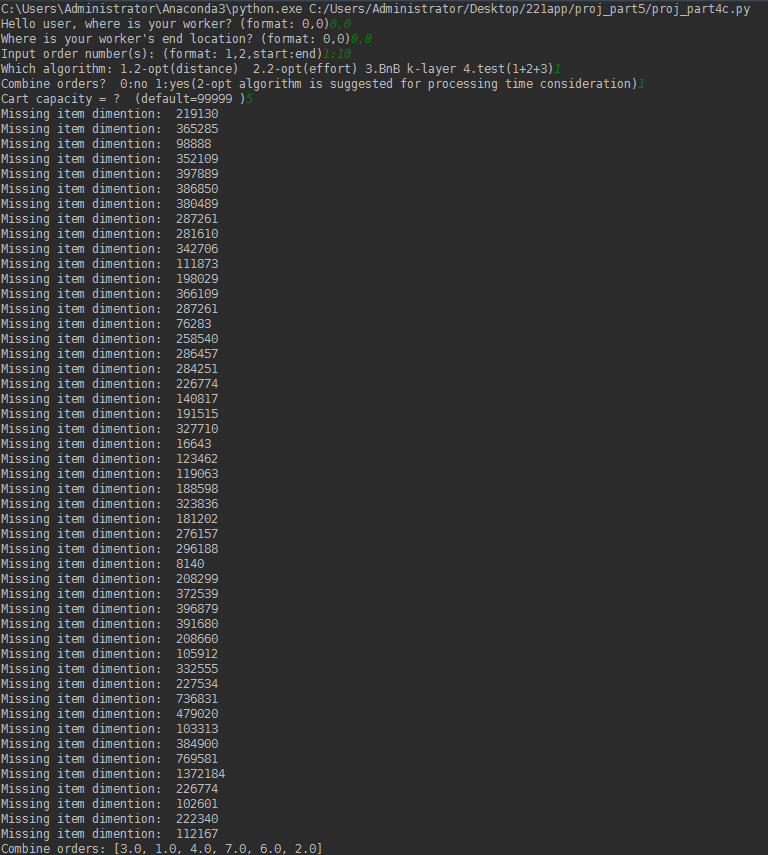 C:\Users\Administrator\Anaconda3\python.exe C:/Users/Administrator/Desktop/221app/proj_part5/proj_part4c.py
Hello user, where is your worker? (format: 0,0)0,0
Where is your worker's end location? (format: 0,0)0,0
Input order number(s): (format: 1,2,start:end)1:10
Which algorithm: 1.2-opt(distance)  2.2-opt(effort) 3.BnB k-layer 4.test(1+2+3)1
Combine orders?  0:no 1:yes(2-opt algorithm is suggested for processing time consideration)1
Cart capacity = ?  (default=99999 )5
Missing item dimention:  219130
Missing item dimention:  365285
Missing item dimention:  98888
Missing item dimention:  352109
Missing item dimention:  397889
Missing item dimention:  386850
Missing item dimention:  380489
Missing item dimention:  287261
Missing item dimention:  281610
Missing item dimention:  342706
Missing item dimention:  111873
Missing item dimention:  198029
Missing item dimention:  366109
Missing item dimention:  287261
Missing item dimention:  76283
Missing item dimention:  258540
Missing item dimention:  286457
Missing item dimention:  284251
Missing item dimention:  226774
Missing item dimention:  140817
Missing item dimention:  191515
Missing item dimention:  327710
Missing item dimention:  16643
Missing item dimention:  123462
Missing item dimention:  119063
Missing item dimention:  188598
Missing item dimention:  323836
Missing item dimention:  181202
Missing item dimention:  276157
Missing item dimention:  296188
Missing item dimention:  8140
Missing item dimention:  208299
Missing item dimention:  372539
Missing item dimention:  396879
Missing item dimention:  391680
Missing item dimention:  208660
Missing item dimention:  105912
Missing item dimention:  332555
Missing item dimention:  227534
Missing item dimention:  736831
Missing item dimention:  479020
Missing item dimention:  103313
Missing item dimention:  384900
Missing item dimention:  769581
Missing item dimention:  1372184
Missing item dimention:  226774
Missing item dimention:  102601
Missing item dimention:  222340
Missing item dimention:  112167
Combine orders: [3.0, 1.0, 4.0, 7.0, 6.0, 2.0]